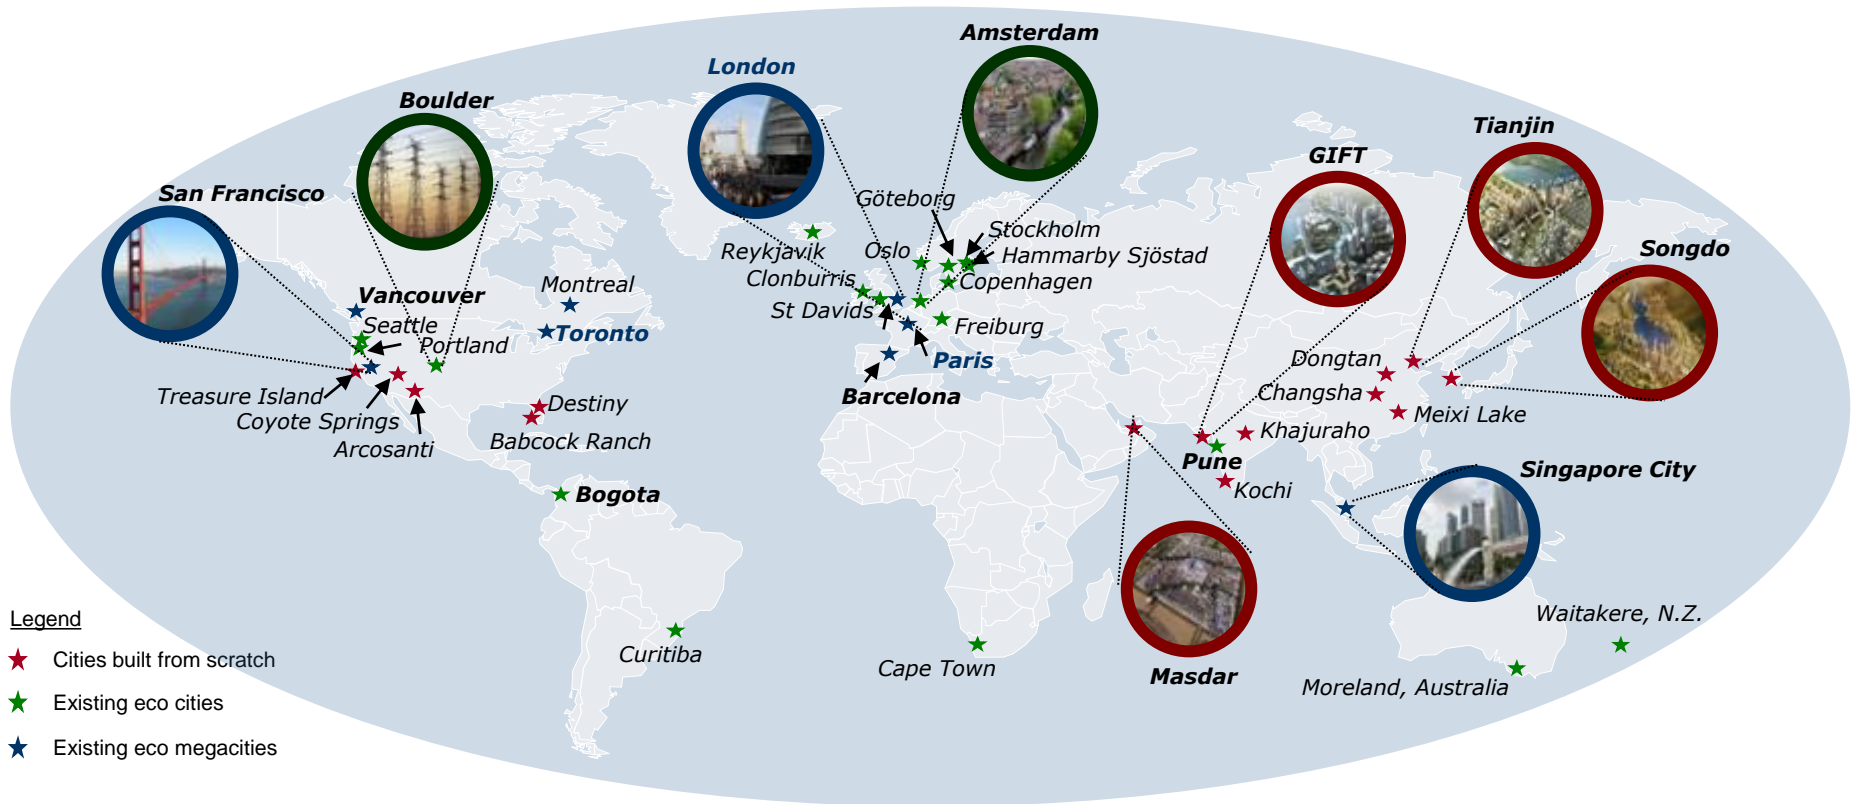 Amsterdam
London
Boulder
Tianjin
GIFT
San Francisco
Göteborg
Stockholm
Songdo
Reykjavik
Oslo
Hammarby Sjöstad
Clonburris
Copenhagen
Montreal
Vancouver
St Davids
Seattle
Toronto
Freiburg
Portland
Paris
Dongtan
Treasure Island
Barcelona
Changsha
Coyote Springs
Destiny
Meixi Lake
Arcosanti
Babcock Ranch
Khajuraho
Pune
Singapore City
Bogota
Kochi
Waitakere, N.Z.
Legend
Curitiba
Cape Town
Masdar
Moreland, Australia
Cities built from scratch
Existing eco cities
Existing eco megacities